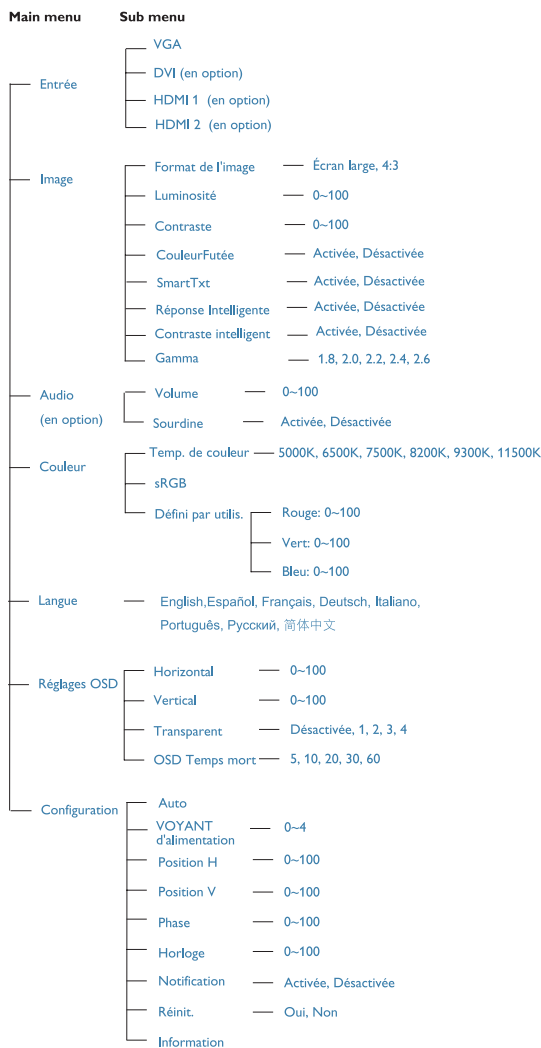 Main menu Sub menu
VGA
Entrée DVI (en option)
HDMI 1 (en option)
HDMI 2 (en option)
Image Format de l'image Écran large, 4:3
Luminosité 0~100
Contraste 0~100
CouleurFutée Activée, Désactivée
SmartTxt Activée, Désactivée
Réponse Intelligente Activée, Désactivée
Contraste intelligent Activée, Désactivée
Gamma 1.8, 2.0, 2.2, 2.4, 2.6
Audio Volume 0~100
(en option) Sourdine Activée, Désactivée
Couleur Temp. de couleur 5000K, 6500K, 7500K, 8200K, 9300K, 11500K
sRGB
Défini par utilis. Rouge: 0~100
Vert: 0~100
Bleu: 0~100
Langue English,Español, Français, Deutsch, Italiano,
Português, Русский, 简体中文
Réglages OSD Horizontal 0~100
Vertical 0~100
Transparent Désactivée, 1, 2, 3, 4
OSD Temps mort 5, 10, 20, 30, 60
Configuration Auto
VOYANT 0~4
d'alimentation
Position H 0~100
Position V 0~100
Phase 0~100
Horloge 0~100
Notification Activée, Désactivée
Réinit. Oui, Non
Information